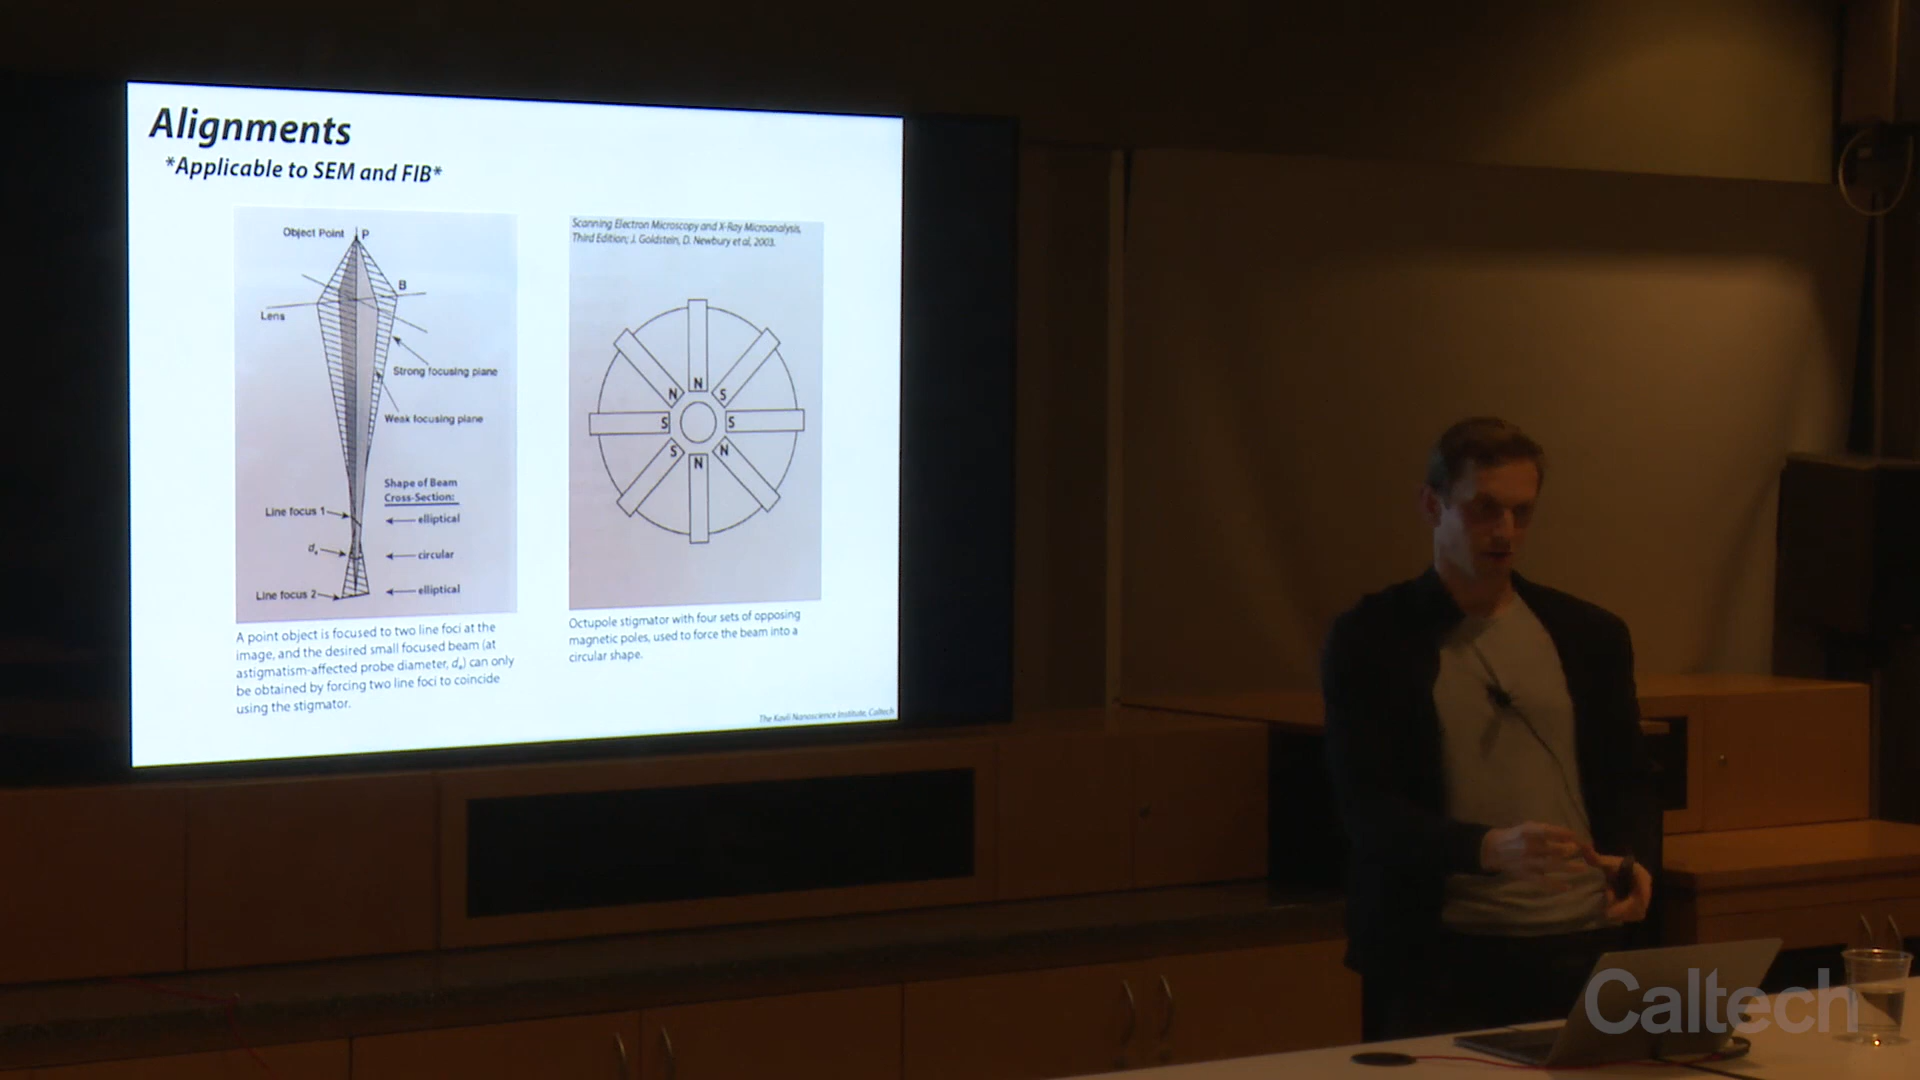 Alignments
*Applicable to SEM and FIB*
Object Point
P
B
Lens
Strong focusing plane
Weak focusing plane
Shape of Beam
Cross-Section:
Line focus 1
elliptical
dₛ
circular
Line focus 2
elliptical
A point object is focused to two line foci at the
image, and the desired small focused beam (at
astigmatism-affected probe diameter, dₛ) can only
be obtained by forcing two line foci to coincide
using the stigmator.
Scanning Electron Microscopy and X-Ray Microanalysis,
Third Edition; J. Goldstein, D. Newbury et al, 2003.
N
N
S
S
S
S
N
N
Octupole stigmator with four sets of opposing
magnetic poles, used to force the beam into a
circular shape.
The Kavli Nanoscience Institute, Caltech
Caltech